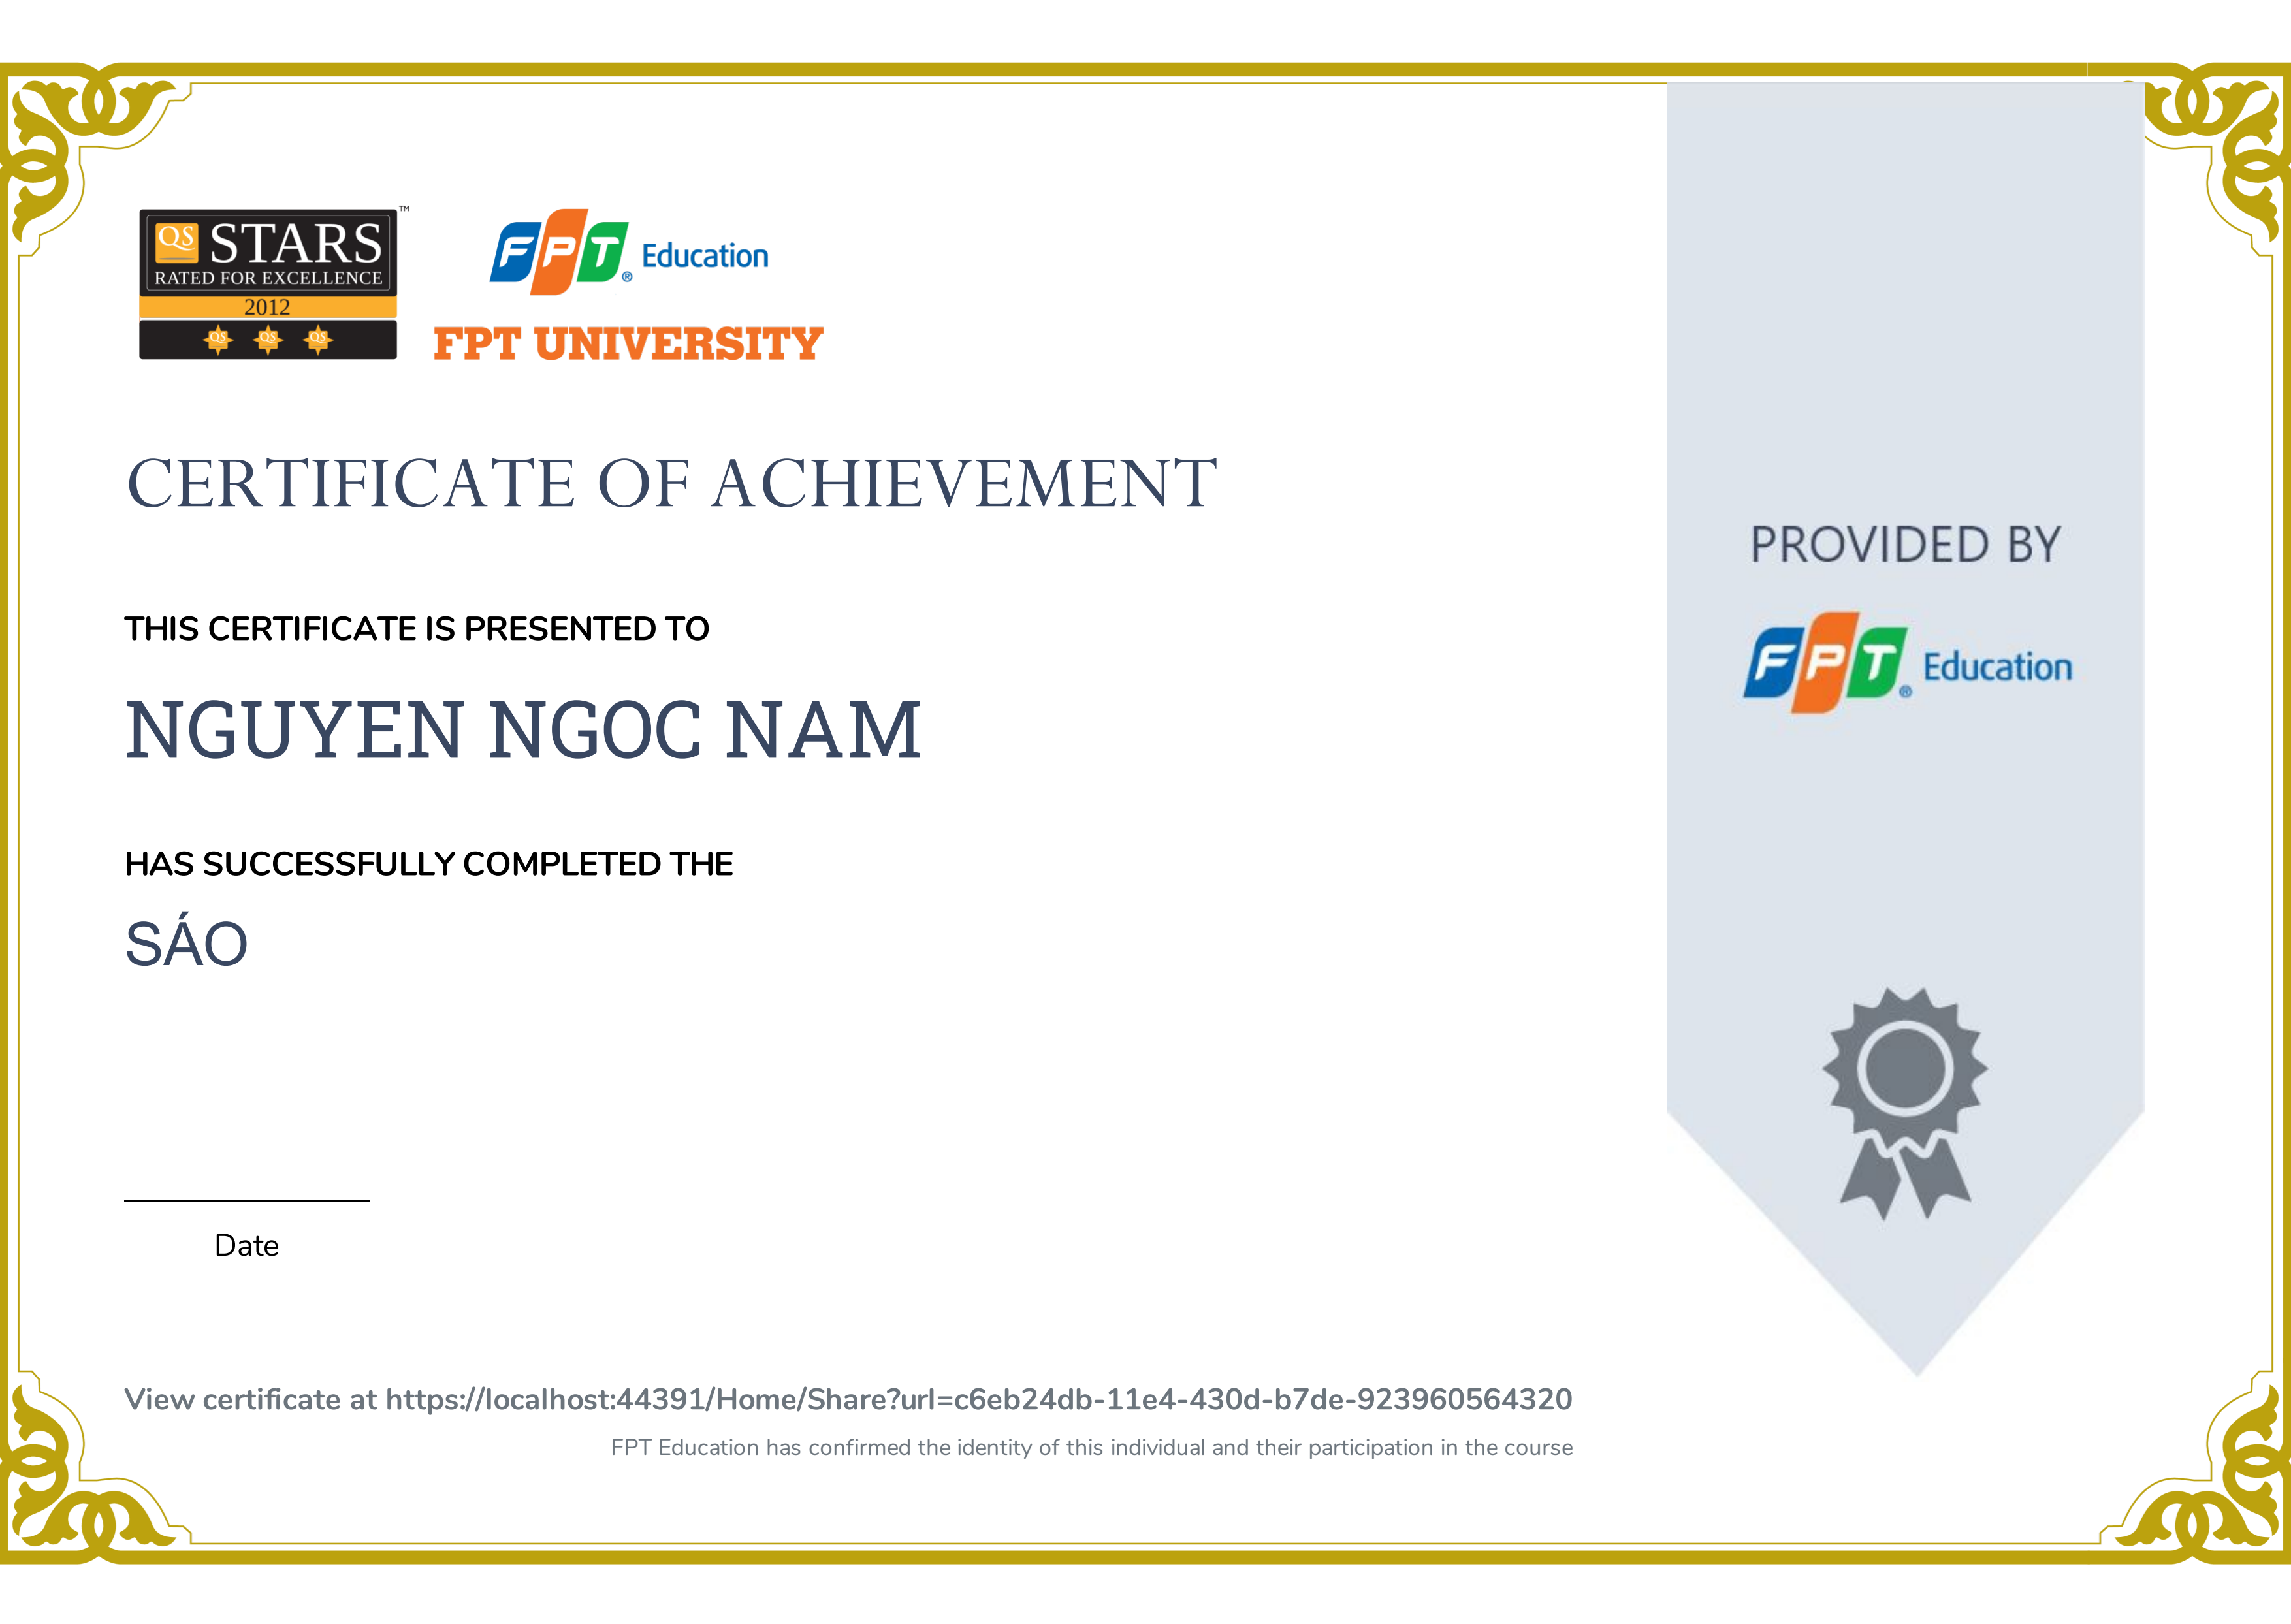 QS STARS™
RATED FOR EXCELLENCE
2012
QS QS QS
FPT® Education
FPT UNIVERSITY
CERTIFICATE OF ACHIEVEMENT
THIS CERTIFICATE IS PRESENTED TO
NGUYEN NGOC NAM
HAS SUCCESSFULLY COMPLETED THE
SÁO
Date
PROVIDED BY
FPT® Education
View certificate at https://localhost:44391/Home/Share?url=c6eb24db-11e4-430d-b7de-923960564320
FPT Education has confirmed the identity of this individual and their participation in the course